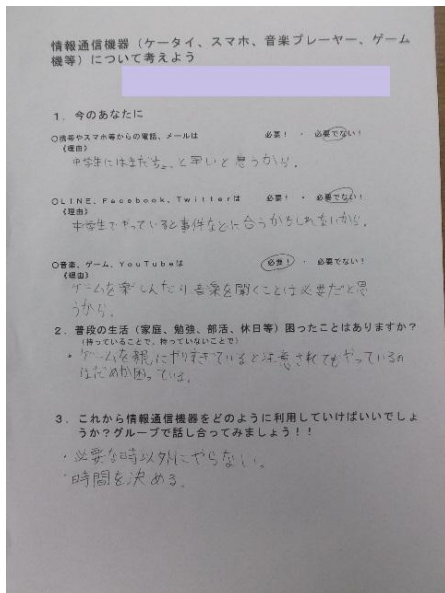 情報通信機器（ケータイ、スマホ、音楽プレーヤー、ゲーム
機等）について考えよう
１．今のあなたに
○携帯やスマホ等からの電話、メールは　必要！・必要でない！
《理由》
中学生にはまだちょっと早いと思うから。
○LINE、Facebook、Twitterは　必要！・必要でない！
《理由》
中学生でやっていると事件などに合うかもしれないから。
○音楽、ゲーム、YouTubeは　必要！・必要でない！
《理由》
ゲームを楽しんだり音楽を聞くことは必要だと思
うから。
２．普段の生活（家庭、勉強、部活、休日等）困ったことはありますか？
（持っていることで、持っていないことで）
・ゲームを親にやりすぎていると注意されてもやっているの
困っている。
３．これから情報通信機器をどのように利用していけばいいでしょ
うか？グループで話し合ってみましょう！！
・必要な時以外にやらない。
・時間を決める。